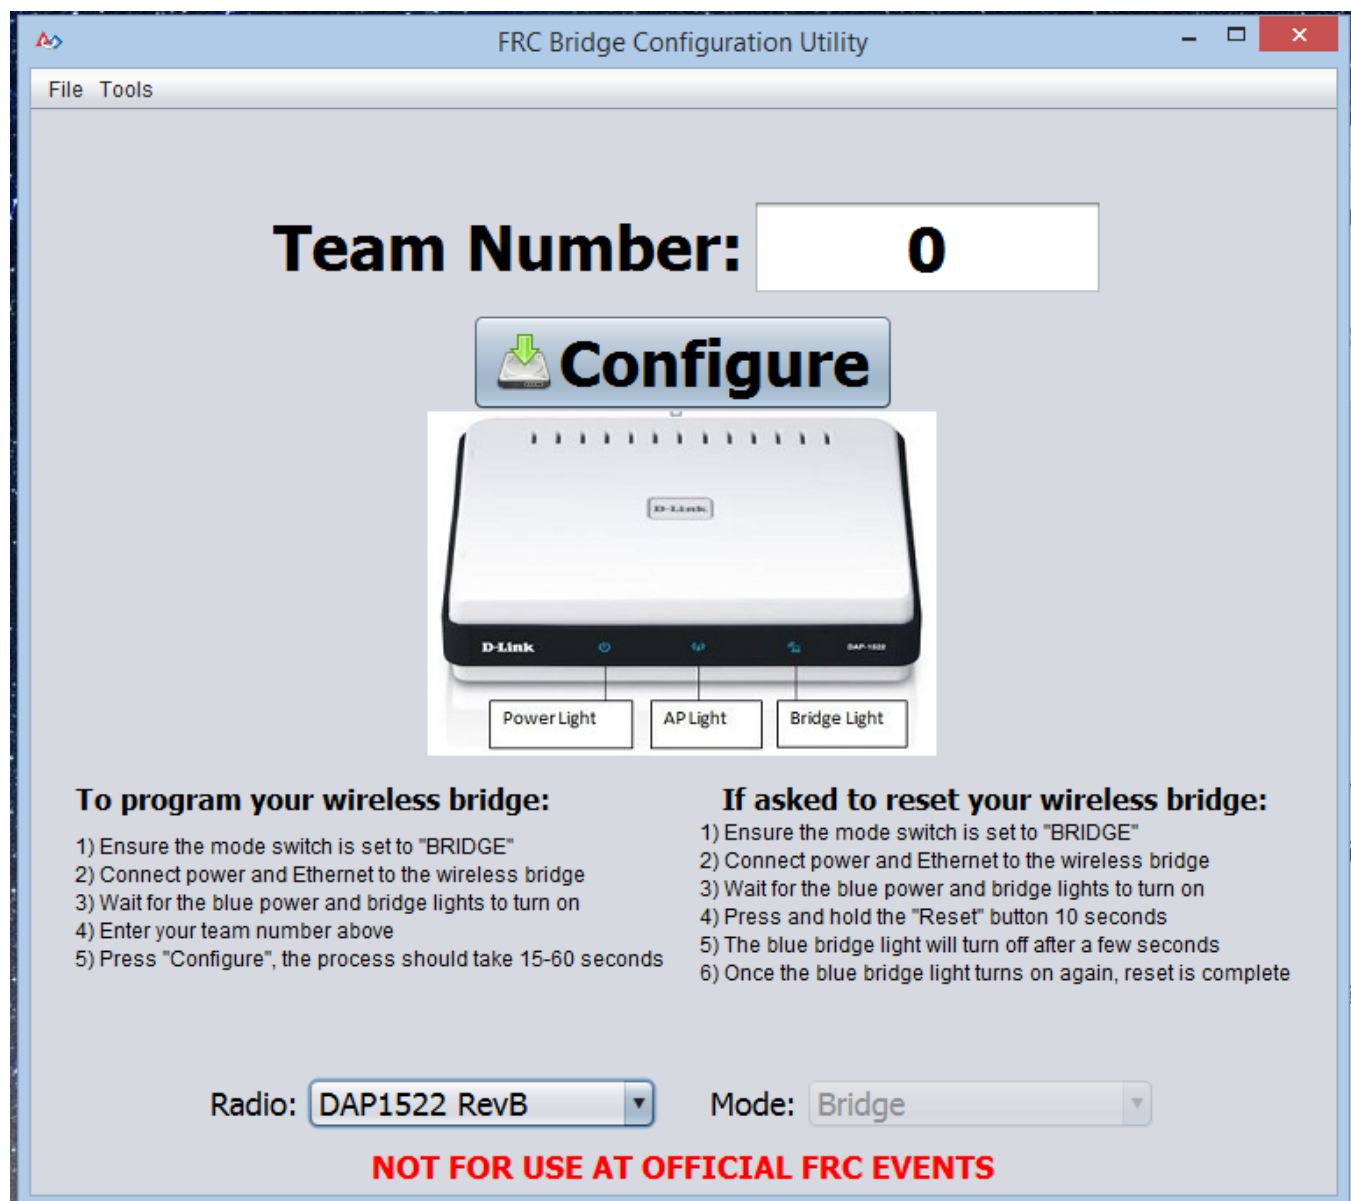 FRC Bridge Configuration Utility
File Tools
Team Number: 0
Configure
D-Link
D-Link DAP-1522
Power Light AP Light Bridge Light
To program your wireless bridge:
1) Ensure the mode switch is set to "BRIDGE"
2) Connect power and Ethernet to the wireless bridge
3) Wait for the blue power and bridge lights to turn on
4) Enter your team number above
5) Press "Configure", the process should take 15-60 seconds
If asked to reset your wireless bridge:
1) Ensure the mode switch is set to "BRIDGE"
2) Connect power and Ethernet to the wireless bridge
3) Wait for the blue power and bridge lights to turn on
4) Press and hold the "Reset" button 10 seconds
5) The blue bridge light will turn off after a few seconds
6) Once the blue bridge light turns on again, reset is complete
Radio: DAP1522 RevB Mode: Bridge
NOT FOR USE AT OFFICIAL FRC EVENTS